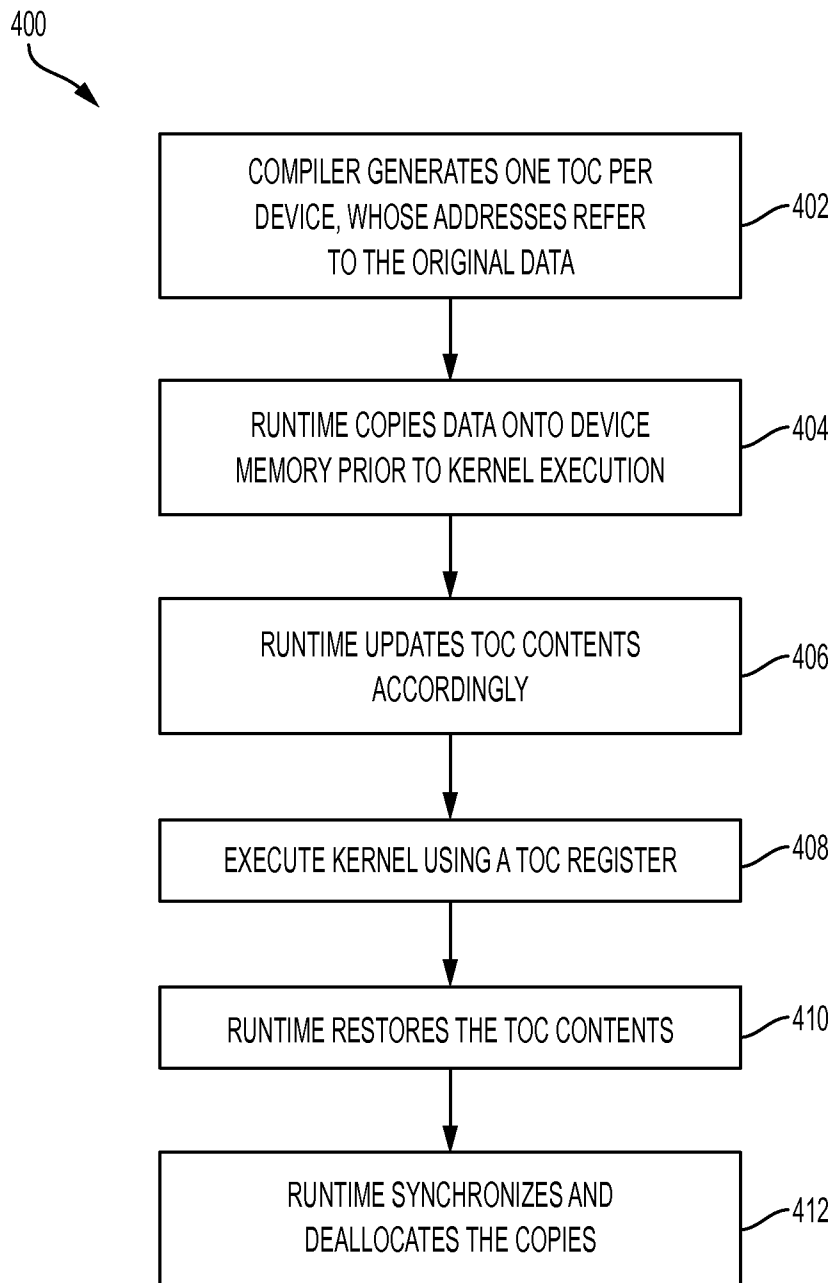 400
COMPILER GENERATES ONE TOC PER
DEVICE, WHOSE ADDRESSES REFER
TO THE ORIGINAL DATA
402
RUNTIME COPIES DATA ONTO DEVICE
MEMORY PRIOR TO KERNEL EXECUTION
404
RUNTIME UPDATES TOC CONTENTS
ACCORDINGLY
406
EXECUTE KERNEL USING A TOC REGISTER
408
RUNTIME RESTORES THE TOC CONTENTS
410
RUNTIME SYNCHRONIZES AND
DEALLOCATES THE COPIES
412